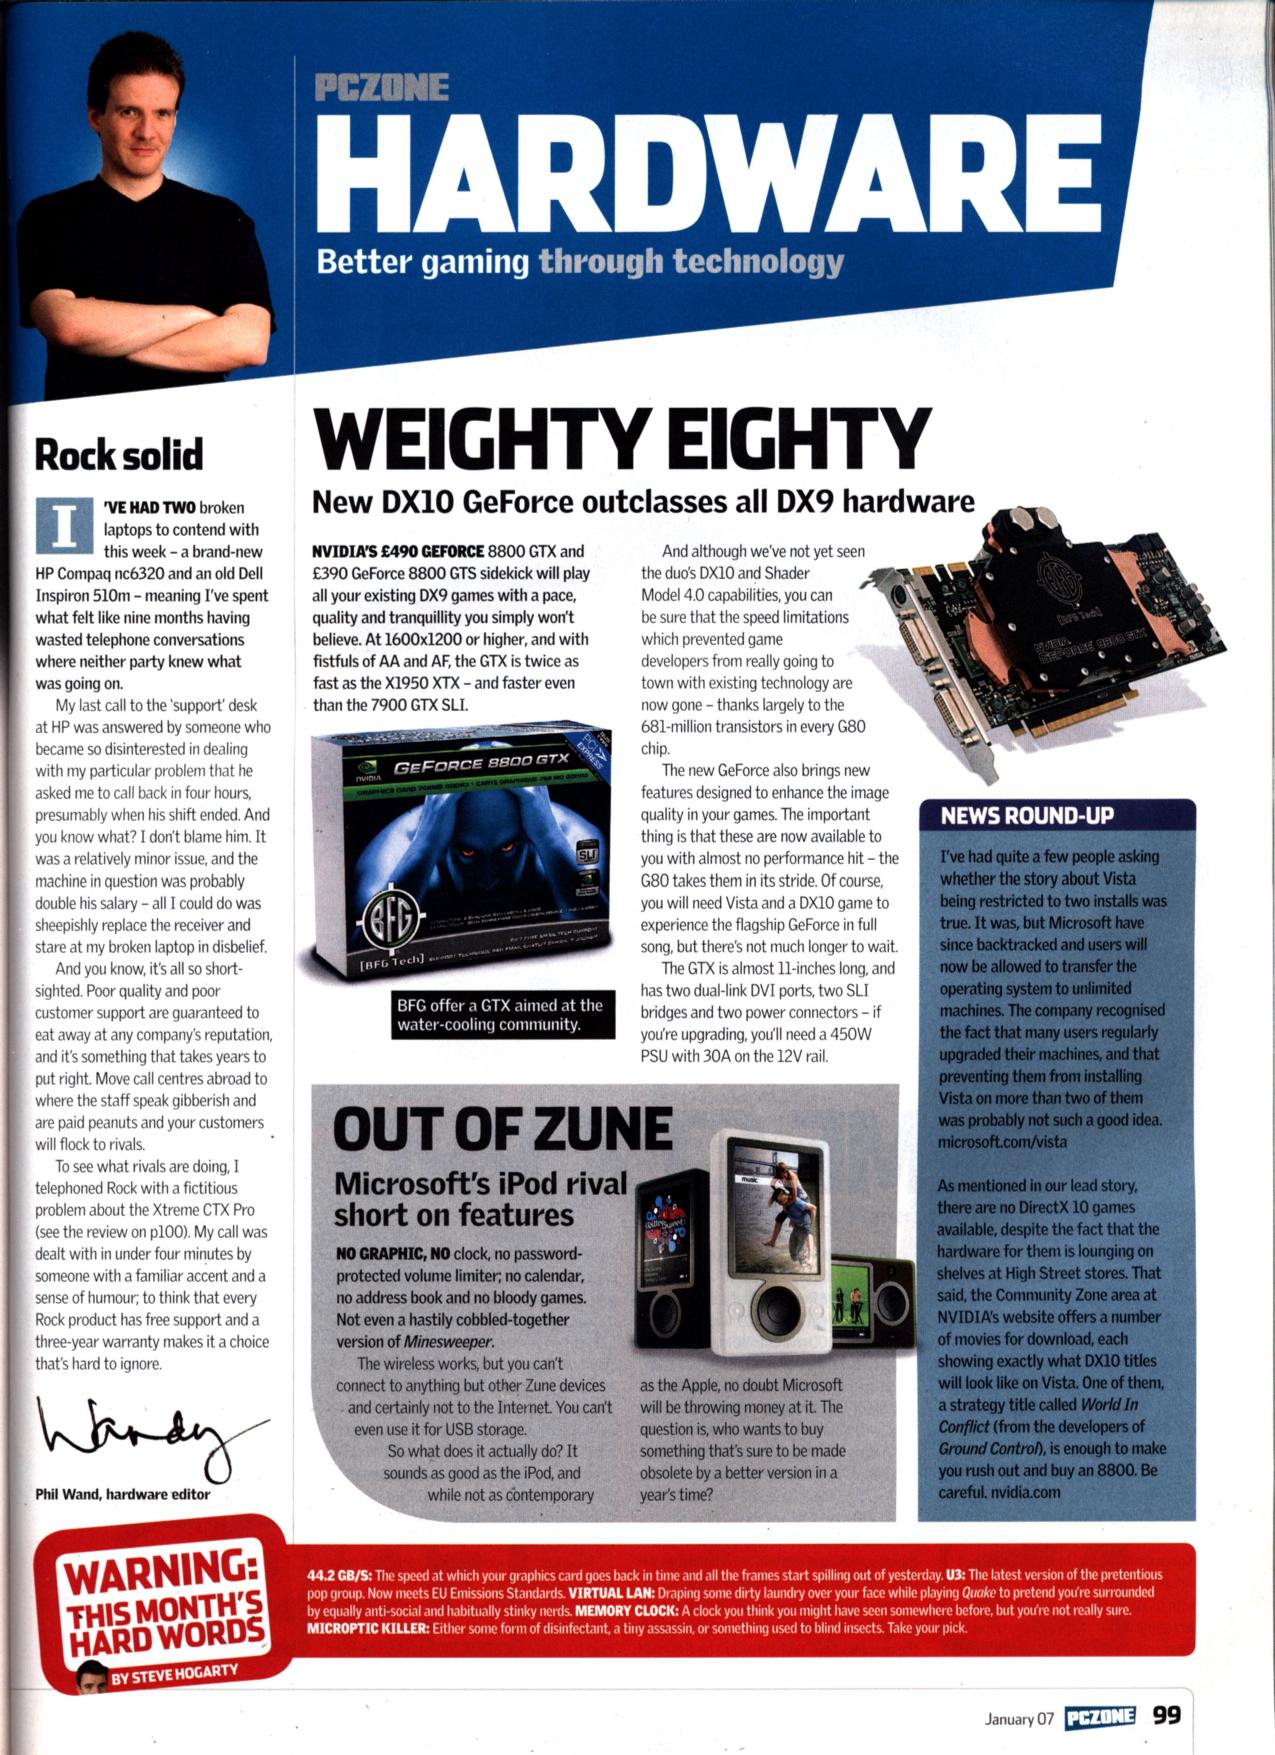 PCZONE
HARDWARE
Better gaming through technology
Rock solid
I'VE HAD TWO broken
laptops to contend with
this week – a brand-new
HP Compaq nc6320 and an old Dell
Inspiron 510m – meaning I've spent
what felt like nine months having
wasted telephone conversations
where neither party knew what
was going on.
My last call to the 'support' desk
at HP was answered by someone who
became so disinterested in dealing
with my particular problem that he
asked me to call back in four hours,
presumably when his shift ended. And
you know what? I don't blame him. It
was a relatively minor issue, and the
machine in question was probably
double his salary – all I could do was
sheepishly replace the receiver and
stare at my broken laptop in disbelief.
And you know, it's all so short-
sighted. Poor quality and poor
customer support are guaranteed to
eat away at any company's reputation,
and it's something that takes years to
put right. Move call centres abroad to
where the staff speak gibberish and
are paid peanuts and your customers
will flock to rivals.
To see what rivals are doing, I
telephoned Rock with a fictitious
problem about the Xtreme CTX Pro
(see the review on p100). My call was
dealt with in under four minutes by
someone with a familiar accent and a
sense of humour; to think that every
Rock product has free support and a
three-year warranty makes it a choice
that's hard to ignore.
Wandy
Phil Wand, hardware editor
WEIGHTY EIGHTY
New DX10 GeForce outclasses all DX9 hardware
NVIDIA'S £490 GEFORCE 8800 GTX and
£390 GeForce 8800 GTS sidekick will play
all your existing DX9 games with a pace,
quality and tranquillity you simply won't
believe. At 1600x1200 or higher, and with
fistfuls of AA and AF, the GTX is twice as
fast as the X1950 XTX – and faster even
than the 7900 GTX SLI.
PCI
EXPRESS
NVIDIA
GEFORCE 8800 GTX
SLI
BFG
[BFG Tech]
BFG offer a GTX aimed at the
water-cooling community.
And although we've not yet seen
the duo's DX10 and Shader
Model 4.0 capabilities, you can
be sure that the speed limitations
which prevented game
developers from really going to
town with existing technology are
now gone – thanks largely to the
681-million transistors in every G80
chip.
The new GeForce also brings new
features designed to enhance the image
quality in your games. The important
thing is that these are now available to
you with almost no performance hit – the
G80 takes them in its stride. Of course,
you will need Vista and a DX10 game to
experience the flagship GeForce in full
song, but there's not much longer to wait.
The GTX is almost 11-inches long, and
has two dual-link DVI ports, two SLI
bridges and two power connectors – if
you're upgrading, you'll need a 450W
PSU with 30A on the 12V rail.
BFG
[BFG Tech]
NVIDIA
GEFORCE 8800 GTX
OUT OF ZUNE
Microsoft's iPod rival
short on features
NO GRAPHIC, NO clock, no password-
protected volume limiter; no calendar,
no address book and no bloody games.
Not even a hastily cobbled-together
version of Minesweeper.
The wireless works, but you can't
connect to anything but other Zune devices
and certainly not to the Internet. You can't
even use it for USB storage.
So what does it actually do? It
sounds as good as the iPod, and
while not as contemporary
music
as the Apple, no doubt Microsoft
will be throwing money at it. The
question is, who wants to buy
something that's sure to be made
obsolete by a better version in a
year's time?
NEWS ROUND-UP
I've had quite a few people asking
whether the story about Vista
being restricted to two installs was
true. It was, but Microsoft have
since backtracked and users will
now be allowed to transfer the
operating system to unlimited
machines. The company recognised
the fact that many users regularly
upgraded their machines, and that
preventing them from installing
Vista on more than two of them
was probably not such a good idea.
microsoft.com/vista
As mentioned in our lead story,
there are no DirectX 10 games
available, despite the fact that the
hardware for them is lounging on
shelves at High Street stores. That
said, the Community Zone area at
NVIDIA's website offers a number
of movies for download, each
showing exactly what DX10 titles
will look like on Vista. One of them,
a strategy title called World In
Conflict (from the developers of
Ground Control), is enough to make
you rush out and buy an 8800. Be
careful. nvidia.com
WARNING:
THIS MONTH'S
HARD WORDS
BY STEVE HOGARTY
44.2 GB/S: The speed at which your graphics card goes back in time and all the frames start spilling out of yesterday. U3: The latest version of the pretentious
pop group. Now meets EU Emissions Standards. VIRTUAL LAN: Draping some dirty laundry over your face while playing Quake to pretend you're surrounded
by equally anti-social and habitually stinky nerds. MEMORY CLOCK: A clock you think you might have seen somewhere before, but you're not really sure.
MICROPTIC KILLER: Either some form of disinfectant, a tiny assassin, or something used to blind insects. Take your pick.
January 07 PCZONE 99